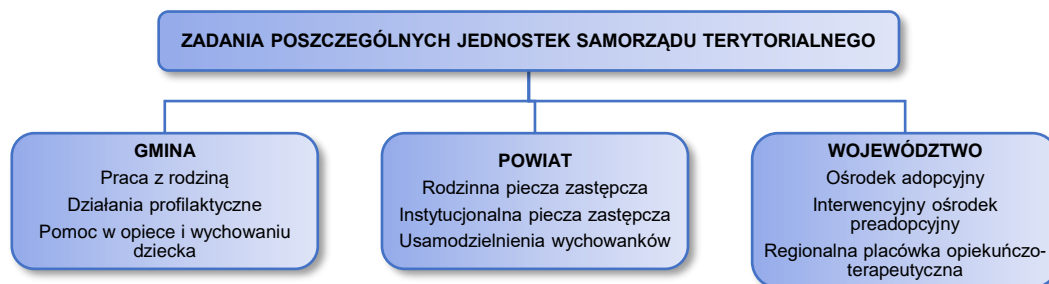 ZADANIA POSZCZEGÓLNYCH JEDNOSTEK SAMORZĄDU TERYTORIALNEGO
GMINA
Praca z rodziną
Działania profilaktyczne
Pomoc w opiece i wychowaniu
dziecka
POWIAT
Rodzinna piecza zastępcza
Instytucjonalna piecza zastępcza
Usamodzielnienia wychowanków
WOJEWÓDZTWO
Ośrodek adopcyjny
Interwencyjny ośrodek
preadopcyjny
Regionalna placówka opiekuńczo-
terapeutyczna